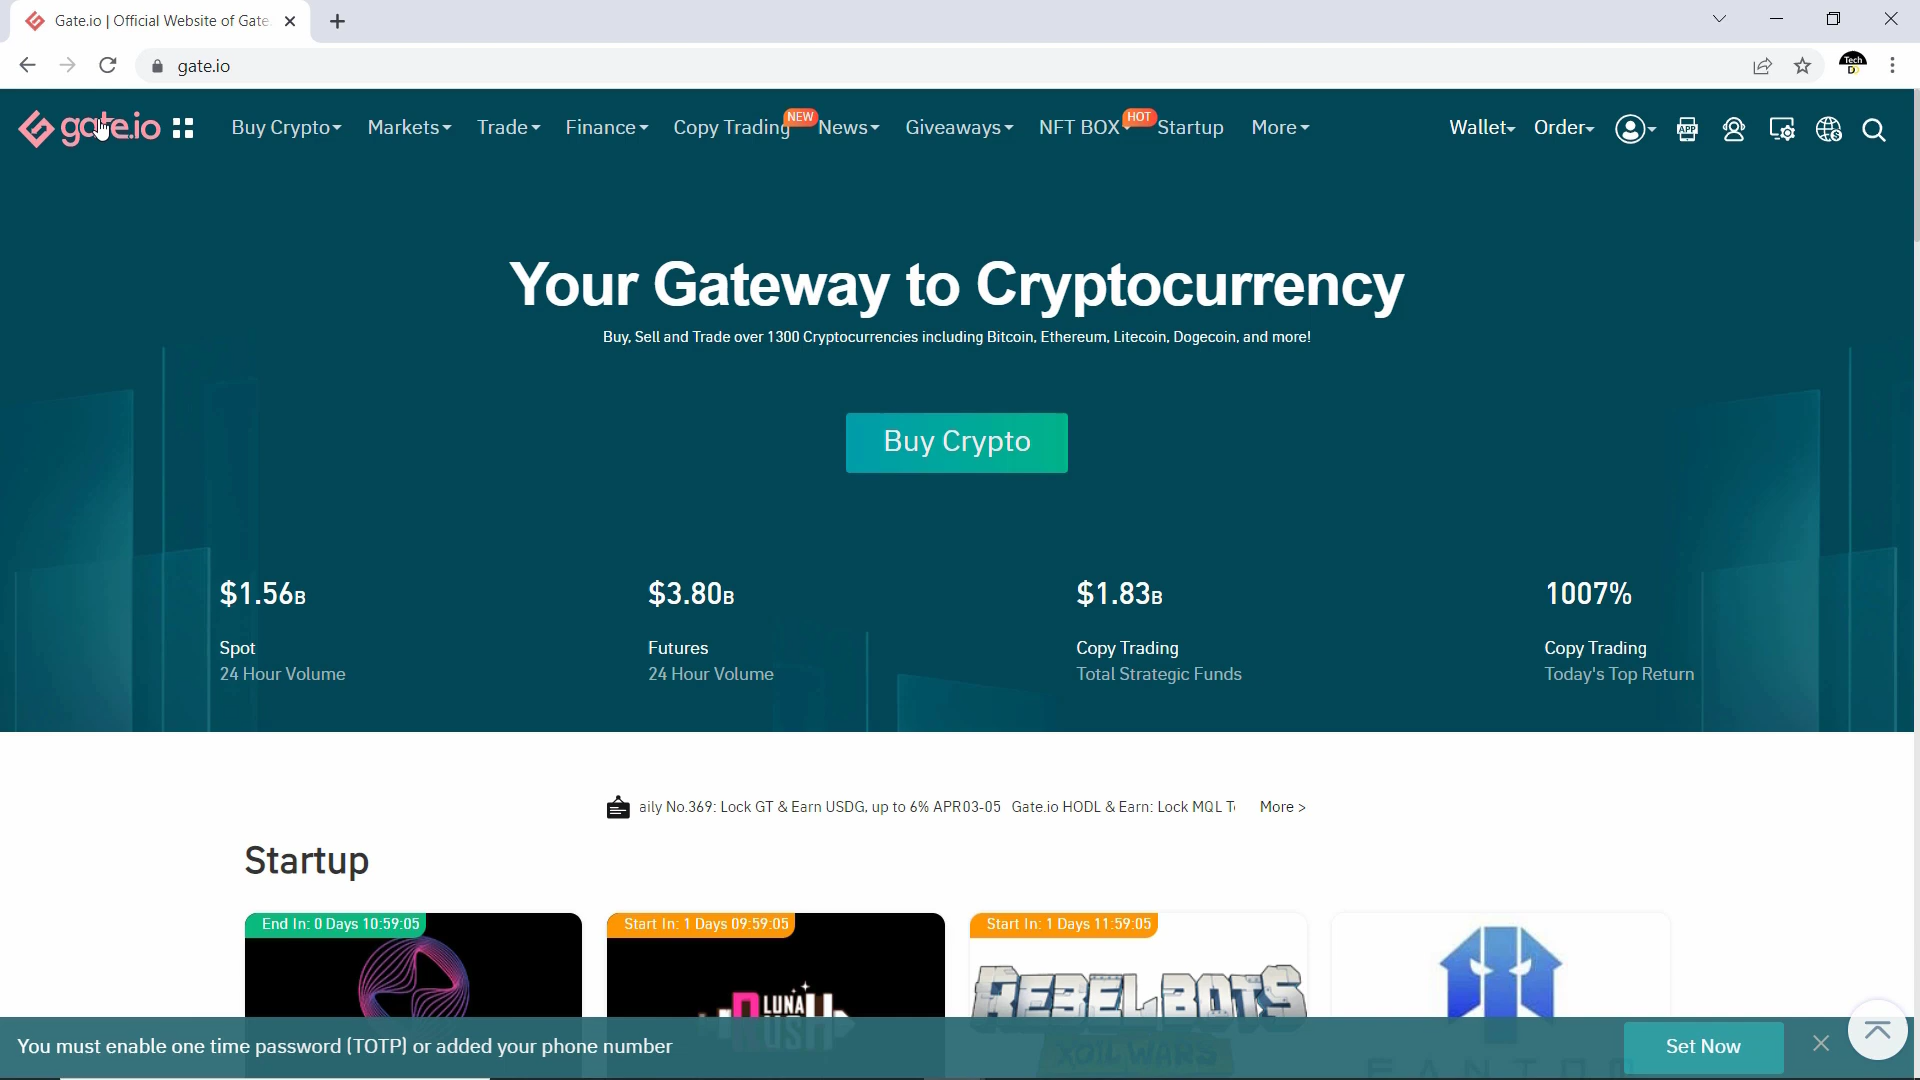 Gate.io | Official Website of Gate.
gate.io
Tech
D
gate.io
Buy Crypto Markets Trade Finance Copy Trading NEW News Giveaways NFT BOX HOT Startup More Wallet Order APP
Your Gateway to Cryptocurrency
Buy, Sell and Trade over 1300 Cryptocurrencies including Bitcoin, Ethereum, Litecoin, Dogecoin, and more!
Buy Crypto
$1.56B $3.80B $1.83B 1007%
Spot Futures Copy Trading Copy Trading
24 Hour Volume 24 Hour Volume Total Strategic Funds Today's Top Return
aily No.369: Lock GT & Earn USDG, up to 6% APR03-05 Gate.io HODL & Earn: Lock MQL T More >
Startup
End In: 0 Days 10:59:05 Start In: 1 Days 09:59:05 Start In: 1 Days 11:59:05
LUNA
RUSH
REBEL BOTS
XOIL WARS
You must enable one time password (TOTP) or added your phone number
Set Now